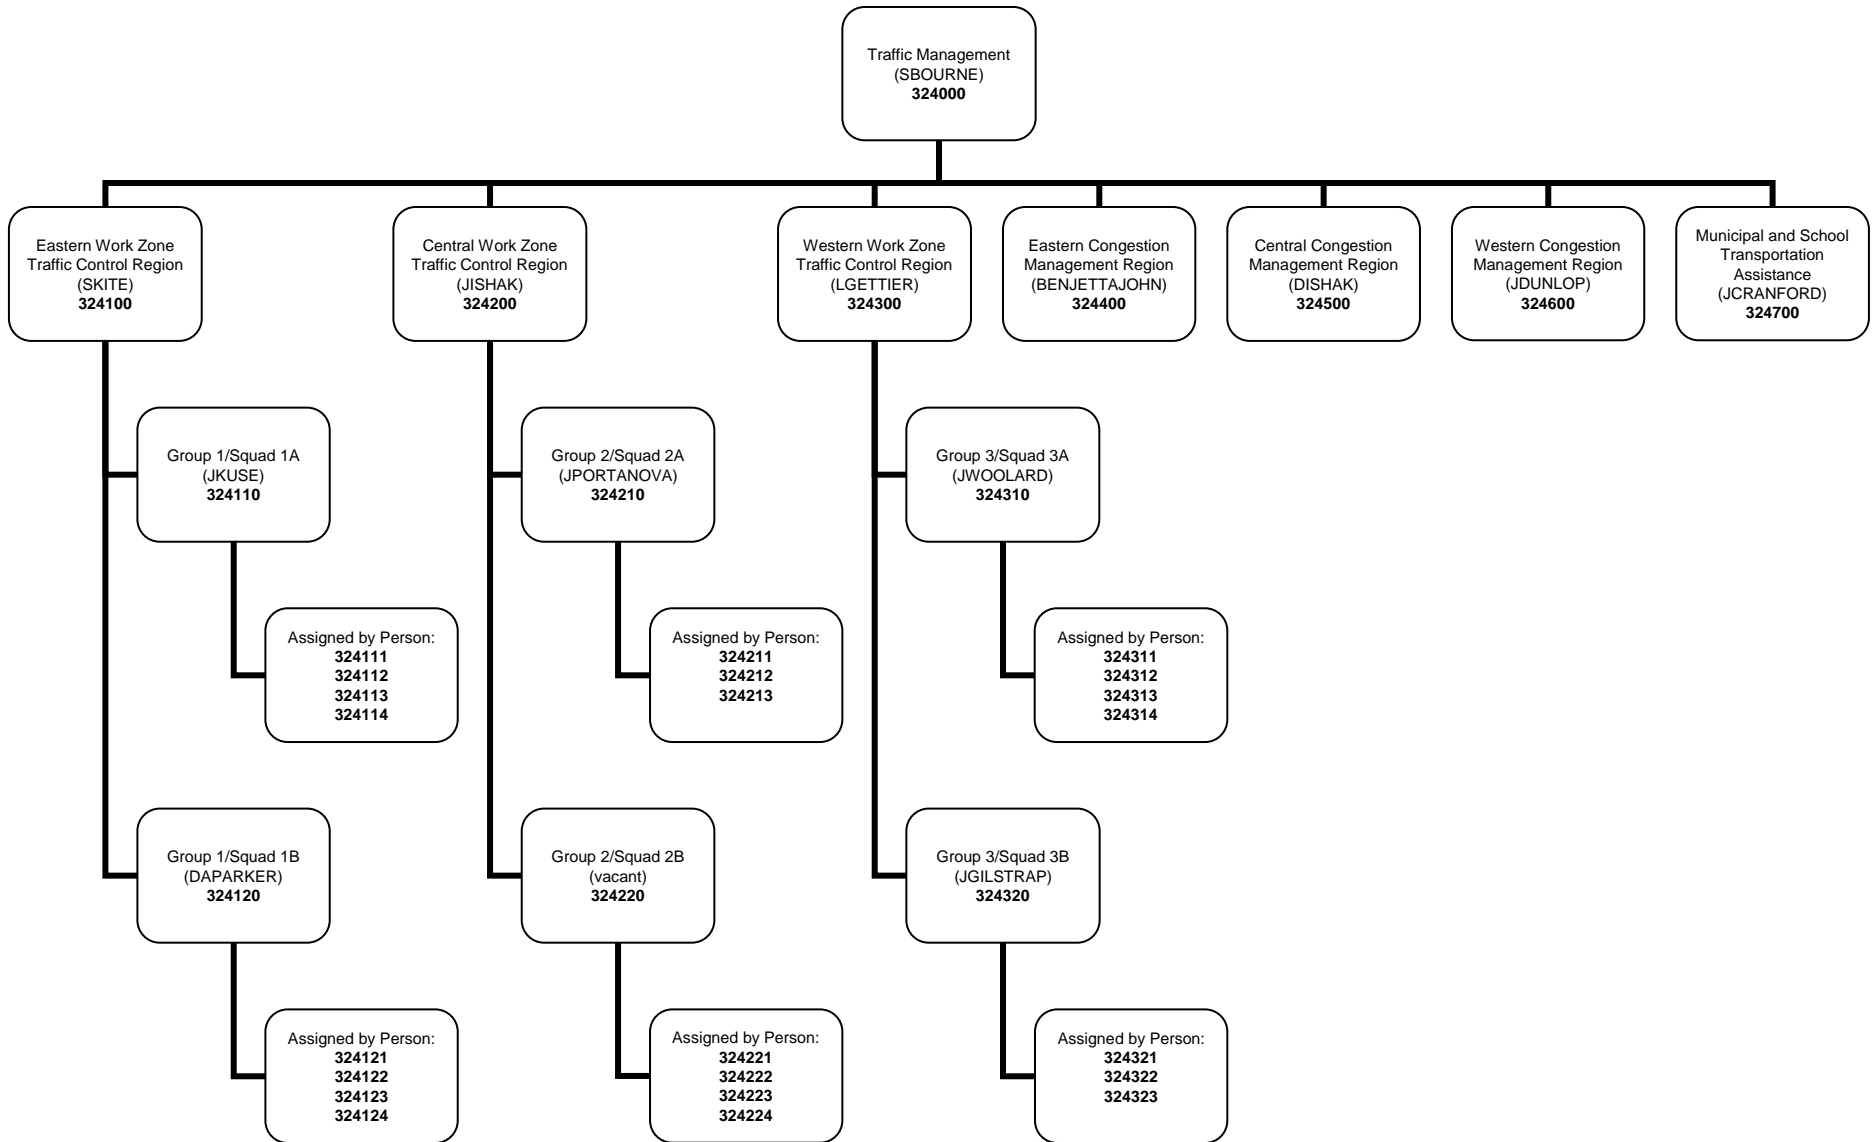 Traffic Management
(SBOURNE)
324000
Eastern Work Zone
Traffic Control Region
(SKITE)
324100
Central Work Zone
Traffic Control Region
(JISHAK)
324200
Western Work Zone
Traffic Control Region
(LGETTIER)
324300
Eastern Congestion
Management Region
(BENJETTAJOHN)
324400
Central Congestion
Management Region
(DISHAK)
324500
Western Congestion
Management Region
(JDUNLOP)
324600
Municipal and School
Transportation
Assistance
(JCRANFORD)
324700
Group 1/Squad 1A
(JKUSE)
324110
Group 2/Squad 2A
(JPORTANOVA)
324210
Group 3/Squad 3A
(JWOOLARD)
324310
Assigned by Person:
324111
324112
324113
324114
Assigned by Person:
324211
324212
324213
Assigned by Person:
324311
324312
324313
324314
Group 1/Squad 1B
(DAPARKER)
324120
Group 2/Squad 2B
(vacant)
324220
Group 3/Squad 3B
(JGILSTRAP)
324320
Assigned by Person:
324121
324122
324123
324124
Assigned by Person:
324221
324222
324223
324224
Assigned by Person:
324321
324322
324323